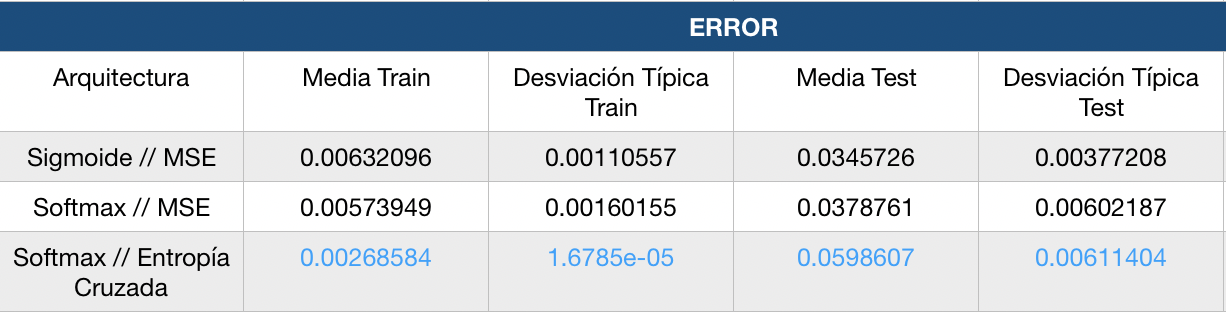 ERROR
Arquitectura Media Train Desviación Típica Train Media Test Desviación Típica Test
Sigmoide // MSE 0.00632096 0.00110557 0.0345726 0.00377208
Softmax // MSE 0.00573949 0.00160155 0.0378761 0.00602187
Softmax // Entropía Cruzada 0.00268584 1.6785e-05 0.0598607 0.00611404